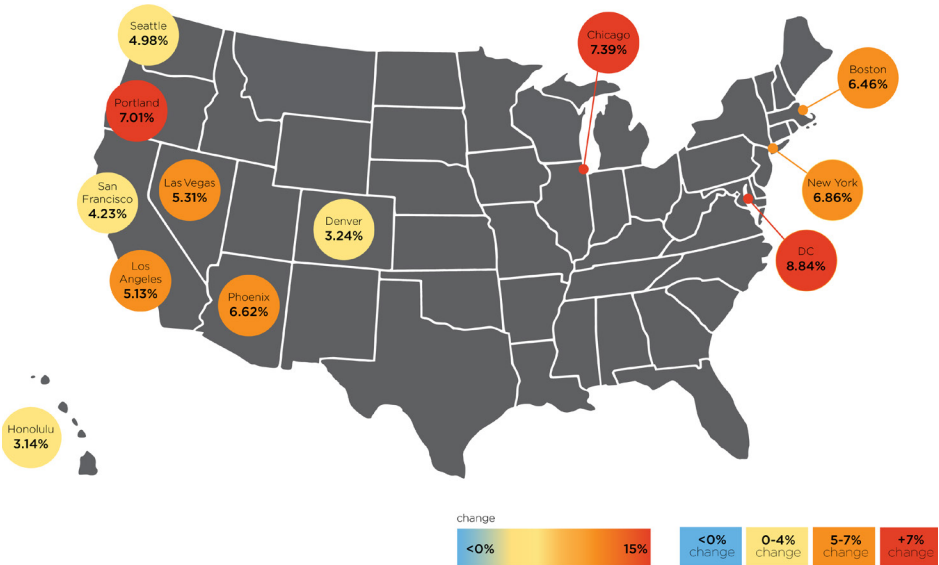 Seattle
4.98%
Chicago
7.39%
Boston
6.46%
Portland
7.01%
San
Francisco
4.23%
Las Vegas
5.31%
New York
6.86%
Denver
3.24%
DC
8.84%
Los
Angeles
5.13%
Phoenix
6.62%
Honolulu
3.14%
change
<0%
15%
<0%
change
0-4%
change
5-7%
change
+7%
change